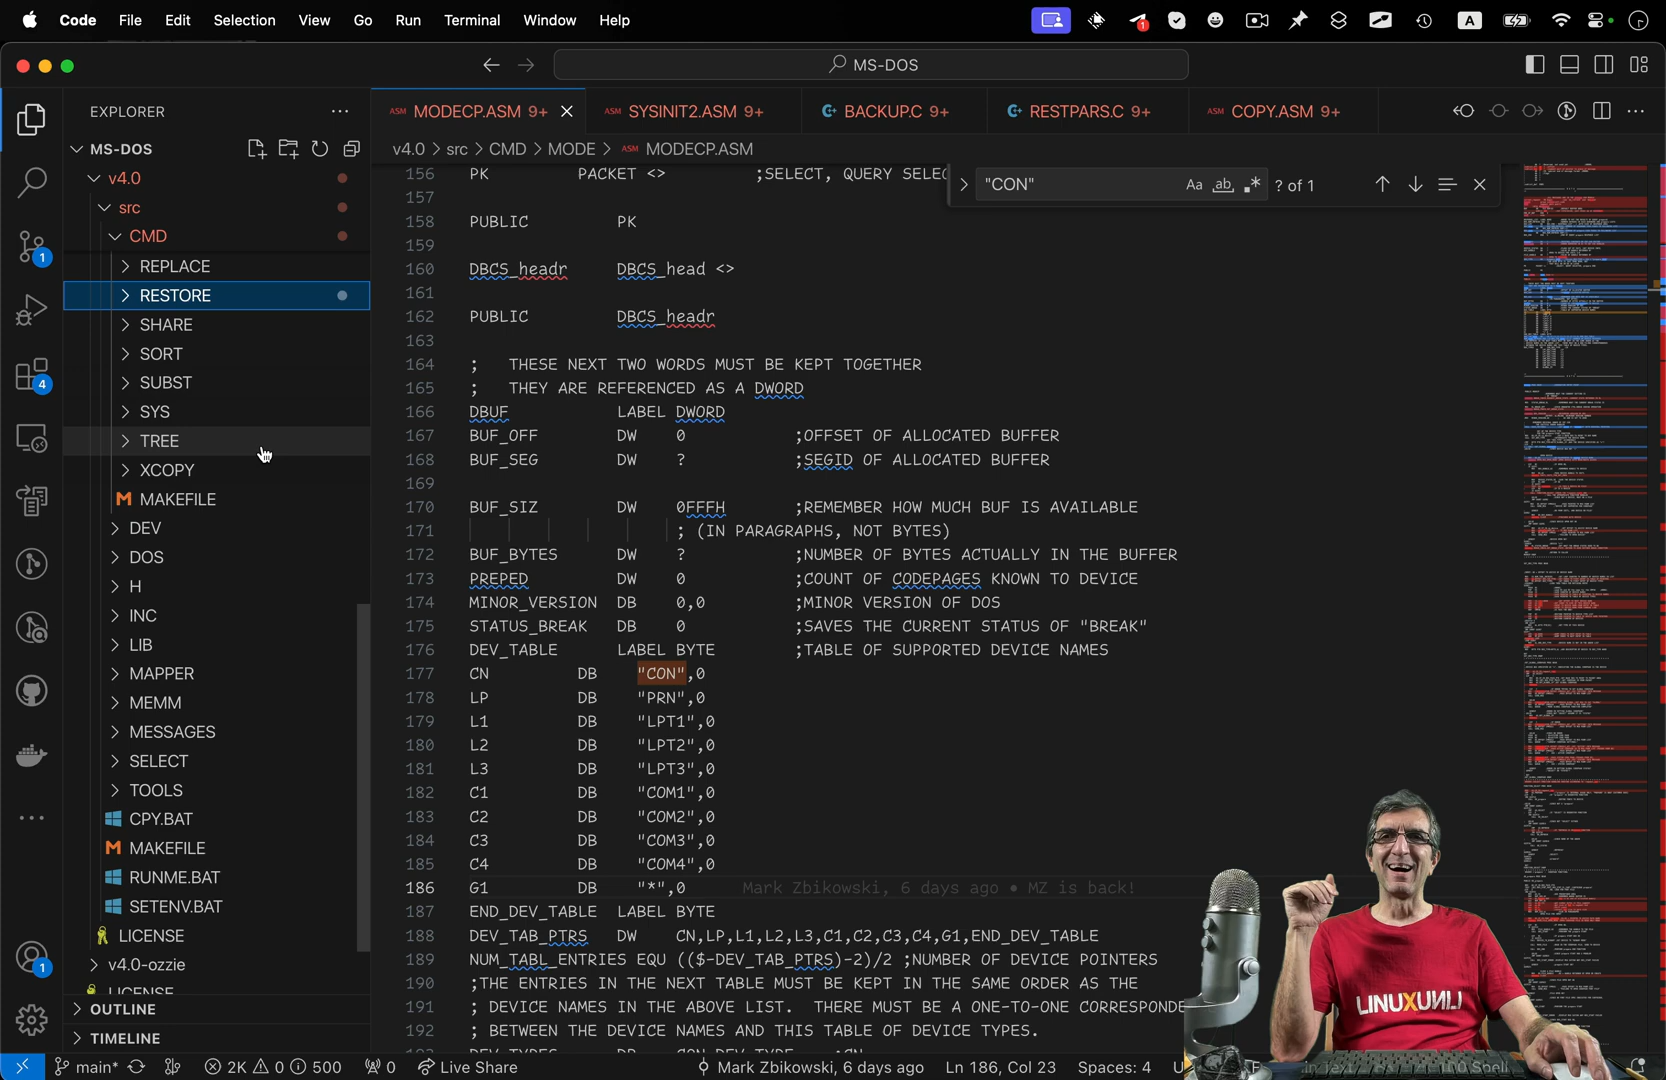 Code File Edit Selection View Go Run Terminal Window Help
1
A
MS-DOS
EXPLORER
MS-DOS
v4.0
src
CMD
REPLACE
RESTORE
SHARE
SORT
SUBST
SYS
TREE
XCOPY
MAKEFILE
DEV
DOS
H
INC
LIB
MAPPER
MEMM
MESSAGES
SELECT
TOOLS
CPY.BAT
MAKEFILE
RUNME.BAT
SETENV.BAT
LICENSE
v4.0-ozzie
LICENSE
OUTLINE
TIMELINE
1
4
1
ASM MODECP.ASM 9+
ASM SYSINIT2.ASM 9+
BACKUP.C 9+
RESTPARS.C 9+
ASM COPY.ASM 9+
v4.0 > src > CMD > MODE > ASM MODECP.ASM
"CON" Aa ab ? of 1
156 PK PACKET <> ;SELECT, QUERY SELEC
157
158 PUBLIC PK
159
160 DBCS_headr DBCS_head <>
161
162 PUBLIC DBCS_headr
163
164 ; THESE NEXT TWO WORDS MUST BE KEPT TOGETHER
165 ; THEY ARE REFERENCED AS A DWORD
166 DBUF LABEL DWORD
167 BUF_OFF DW 0 ;OFFSET OF ALLOCATED BUFFER
168 BUF_SEG DW ? ;SEGID OF ALLOCATED BUFFER
169
170 BUF_SIZ DW 0FFFH ;REMEMBER HOW MUCH BUF IS AVAILABLE
171 ; (IN PARAGRAPHS, NOT BYTES)
172 BUF_BYTES DW ? ;NUMBER OF BYTES ACTUALLY IN THE BUFFER
173 PREPED DW 0 ;COUNT OF CODEPAGES KNOWN TO DEVICE
174 MINOR_VERSION DB 0,0 ;MINOR VERSION OF DOS
175 STATUS_BREAK DB 0 ;SAVES THE CURRENT STATUS OF "BREAK"
176 DEV_TABLE LABEL BYTE ;TABLE OF SUPPORTED DEVICE NAMES
177 CN DB "CON",0
178 LP DB "PRN",0
179 L1 DB "LPT1",0
180 L2 DB "LPT2",0
181 L3 DB "LPT3",0
182 C1 DB "COM1",0
183 C2 DB "COM2",0
184 C3 DB "COM3",0
185 C4 DB "COM4",0
186 G1 DB "*",0 Mark Zbikowski, 6 days ago • MZ is back!
187 END_DEV_TABLE LABEL BYTE
188 DEV_TAB_PTRS DW CN,LP,L1,L2,L3,C1,C2,C3,C4,G1,END_DEV_TABLE
189 NUM_TABL_ENTRIES EQU (($-DEV_TAB_PTRS)-2)/2 ;NUMBER OF DEVICE POINTERS
190 ;THE ENTRIES IN THE NEXT TABLE MUST BE KEPT IN THE SAME ORDER AS THE
191 ; DEVICE NAMES IN THE ABOVE LIST. THERE MUST BE A ONE-TO-ONE CORRESPONDE
192 ; BETWEEN THE DEVICE NAMES AND THIS TABLE OF DEVICE TYPES.
LINUXUNLI
main* 2K 0 500 0 Live Share Mark Zbikowski, 6 days ago Ln 186, Col 23 Spaces: 4 Spell